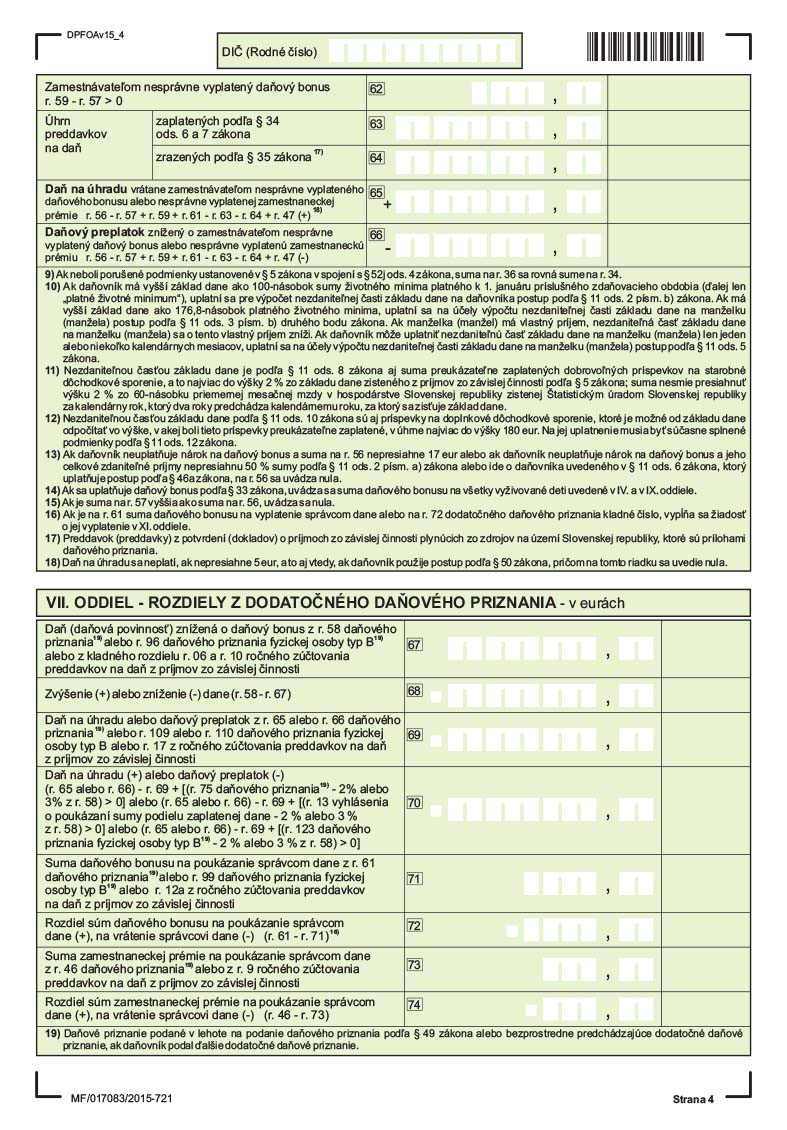 DPFOAv15_4
DIČ (Rodné číslo)
Zamestnávateľom nesprávne vyplatený daňový bonus
r. 59 - r. 57 > 0
62
,
Úhrn
preddavkov
na daň
zaplatených podľa § 34
ods. 6 a 7 zákona
63
,
zrazených podľa § 35 zákona 17)
64
,
Daň na úhradu vrátane zamestnávateľom nesprávne vyplateného
daňového bonusu alebo nesprávne vyplatenej zamestnaneckej
prémie r. 56 - r. 57 + r. 59 + r. 61 - r. 63 - r. 64 + r. 47 (+) 18)
65
+
,
Daňový preplatok znížený o zamestnávateľom nesprávne
vyplatený daňový bonus alebo nesprávne vyplatenú zamestnaneckú
prémiu r. 56 - r. 57 + r. 59 + r. 61 - r. 63 - r. 64 + r. 47 (-)
66
-
,
9) Ak neboli porušené podmienky ustanovené v § 5 zákona v spojení s § 52j ods. 4 zákona, suma na r. 36 sa rovná sume na r. 34.
10) Ak daňovník má vyšší základ dane ako 100-násobok sumy životného minima platného k 1. januáru príslušného zdaňovacieho obdobia (ďalej len
„platné životné minimum“), uplatní sa pre výpočet nezdaniteľnej časti základu dane na daňovníka postup podľa § 11 ods. 2 písm. b) zákona. Ak má
vyšší základ dane ako 176,8-násobok platného životného minima, uplatní sa na účely výpočtu nezdaniteľnej časti základu dane na manželku
(manžela) postup podľa § 11 ods. 3 písm. b) druhého bodu zákona. Ak manželka (manžel) má vlastný príjem, nezdaniteľná časť základu dane
na manželku (manžela) sa o tento vlastný príjem zníži. Ak daňovník môže uplatniť nezdaniteľnú časť základu dane na manželku (manžela) len jeden
alebo niekoľko kalendárnych mesiacov, uplatní sa na účely výpočtu nezdaniteľnej časti základu dane na manželku (manžela) postup podľa § 11 ods. 5
zákona.
11) Nezdaniteľnou časťou základu dane je podľa § 11 ods. 8 zákona aj suma preukázateľne zaplatených dobrovoľných príspevkov na starobné
dôchodkové sporenie, a to najviac do výšky 2 % zo základu dane zisteného z príjmov zo závislej činnosti podľa § 5 zákona; suma nesmie presiahnuť
výšku 2 % zo 60-násobku priemernej mesačnej mzdy v hospodárstve Slovenskej republiky zistenej Štatistickým úradom Slovenskej republiky
za kalendárny rok, ktorý dva roky predchádza kalendárnemu roku, za ktorý sa zisťuje základ dane.
12) Nezdaniteľnou časťou základu dane podľa § 11 ods. 10 zákona sú aj príspevky na doplnkové dôchodkové sporenie, ktoré je možné od základu dane
odpočítať vo výške, v akej boli tieto príspevky preukázateľne zaplatené, v úhrne najviac do výšky 180 eur. Na jej uplatnenie musia byť súčasne splnené
podmienky podľa § 11 ods. 12 zákona.
13) Ak daňovník neuplatňuje nárok na daňový bonus a suma na r. 56 nepresiahne 17 eur alebo ak daňovník neuplatňuje nárok na daňový bonus a jeho
celkové zdaniteľné príjmy nepresiahnu 50 % sumy podľa § 11 ods. 2 písm. a) zákona alebo ide o daňovníka uvedeného v § 11 ods. 6 zákona, ktorý
uplatňuje postup podľa § 46a zákona, na r. 56 sa uvádza nula.
14) Ak sa uplatňuje daňový bonus podľa § 33 zákona, uvádza sa suma daňového bonusu na všetky vyživované deti uvedené v IV. a v IX. oddiele.
15) Ak je suma na r. 57 vyššia ako suma na r. 56, uvádza sa nula.
16) Ak je na r. 61 suma daňového bonusu na vyplatenie správcom dane alebo na r. 72 dodatočného daňového priznania kladné číslo, vypĺňa sa žiadosť
o jej vyplatenie v XI. oddiele.
17) Preddavok (preddavky) z potvrdení (dokladov) o príjmoch zo závislej činnosti plynúcich zo zdrojov na území Slovenskej republiky, ktoré sú prílohami
daňového priznania.
18) Daň na úhradu sa neplatí, ak nepresiahne 5 eur, a to aj vtedy, ak daňovník použije postup podľa § 50 zákona, pričom na tomto riadku sa uvedie nula.
VII. ODDIEL - ROZDIELY Z DODATOČNÉHO DAŇOVÉHO PRIZNANIA - v eurách
Daň (daňová povinnosť) znížená o daňový bonus z r. 58 daňového
priznania19) alebo r. 96 daňového priznania fyzickej osoby typ B19)
alebo z kladného rozdielu r. 06 a r. 10 ročného zúčtovania
preddavkov na daň z príjmov zo závislej činnosti
67
,
Zvýšenie (+) alebo zníženie (-) dane (r. 58 - r. 67)
68
,
Daň na úhradu alebo daňový preplatok z r. 65 alebo r. 66 daňového
priznania19) alebo r. 109 alebo r. 110 daňového priznania fyzickej
osoby typ B alebo r. 17 z ročného zúčtovania preddavkov na daň
z príjmov zo závislej činnosti
69
,
Daň na úhradu (+) alebo daňový preplatok (-)
(r. 65 alebo r. 66) - r. 69 + [(r. 75 daňového priznania19) - 2% alebo
3% z r. 58) > 0] alebo (r. 65 alebo r. 66) - r. 69 + [(r. 13 vyhlásenia
o poukázaní sumy podielu zaplatenej dane - 2 % alebo 3 %
z r. 58) > 0] alebo (r. 65 alebo r. 66) - r. 69 + [(r. 123 daňového
priznania fyzickej osoby typ B19) - 2 % alebo 3 % z r. 58) > 0]
70
,
Suma daňového bonusu na poukázanie správcom dane z r. 61
daňového priznania19) alebo r. 99 daňového priznania fyzickej
osoby typ B19) alebo r. 12a z ročného zúčtovania preddavkov
na daň z príjmov zo závislej činnosti
71
,
Rozdiel súm daňového bonusu na poukázanie správcom
dane (+), na vrátenie správcovi dane (-) (r. 61 - r. 71)16)
72
,
Suma zamestnaneckej prémie na poukázanie správcom dane
z r. 46 daňového priznania19) alebo z r. 9 ročného zúčtovania
preddavkov na daň z príjmov zo závislej činnosti
73
,
Rozdiel súm zamestnaneckej prémie na poukázanie správcom
dane (+), na vrátenie správcovi dane (-) (r. 46 - r. 73)
74
,
19) Daňové priznanie podané v lehote na podanie daňového priznania podľa § 49 zákona alebo bezprostredne predchádzajúce dodatočné daňové
priznanie, ak daňovník podal ďalšie dodatočné daňové priznanie.
MF/017083/2015-721
Strana 4